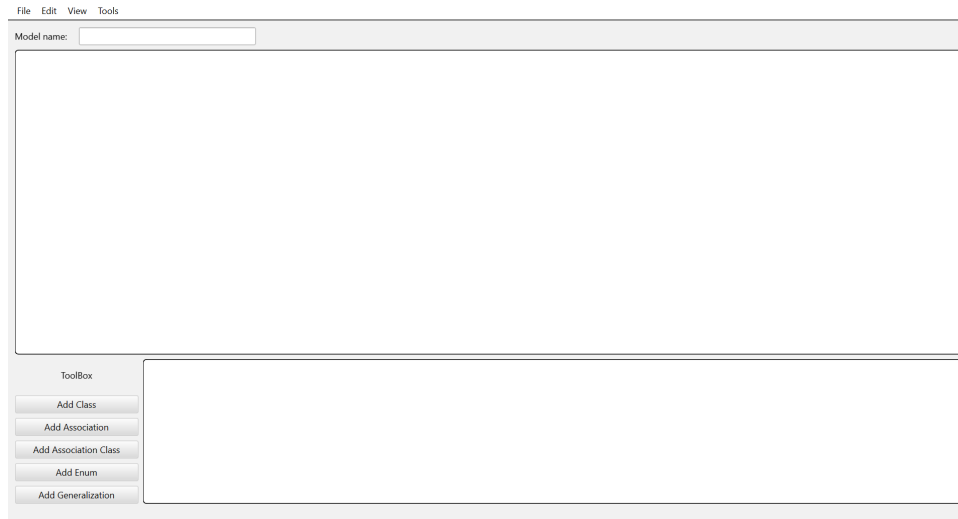 File Edit View Tools
Model name:
ToolBox
Add Class
Add Association
Add Association Class
Add Enum
Add Generalization